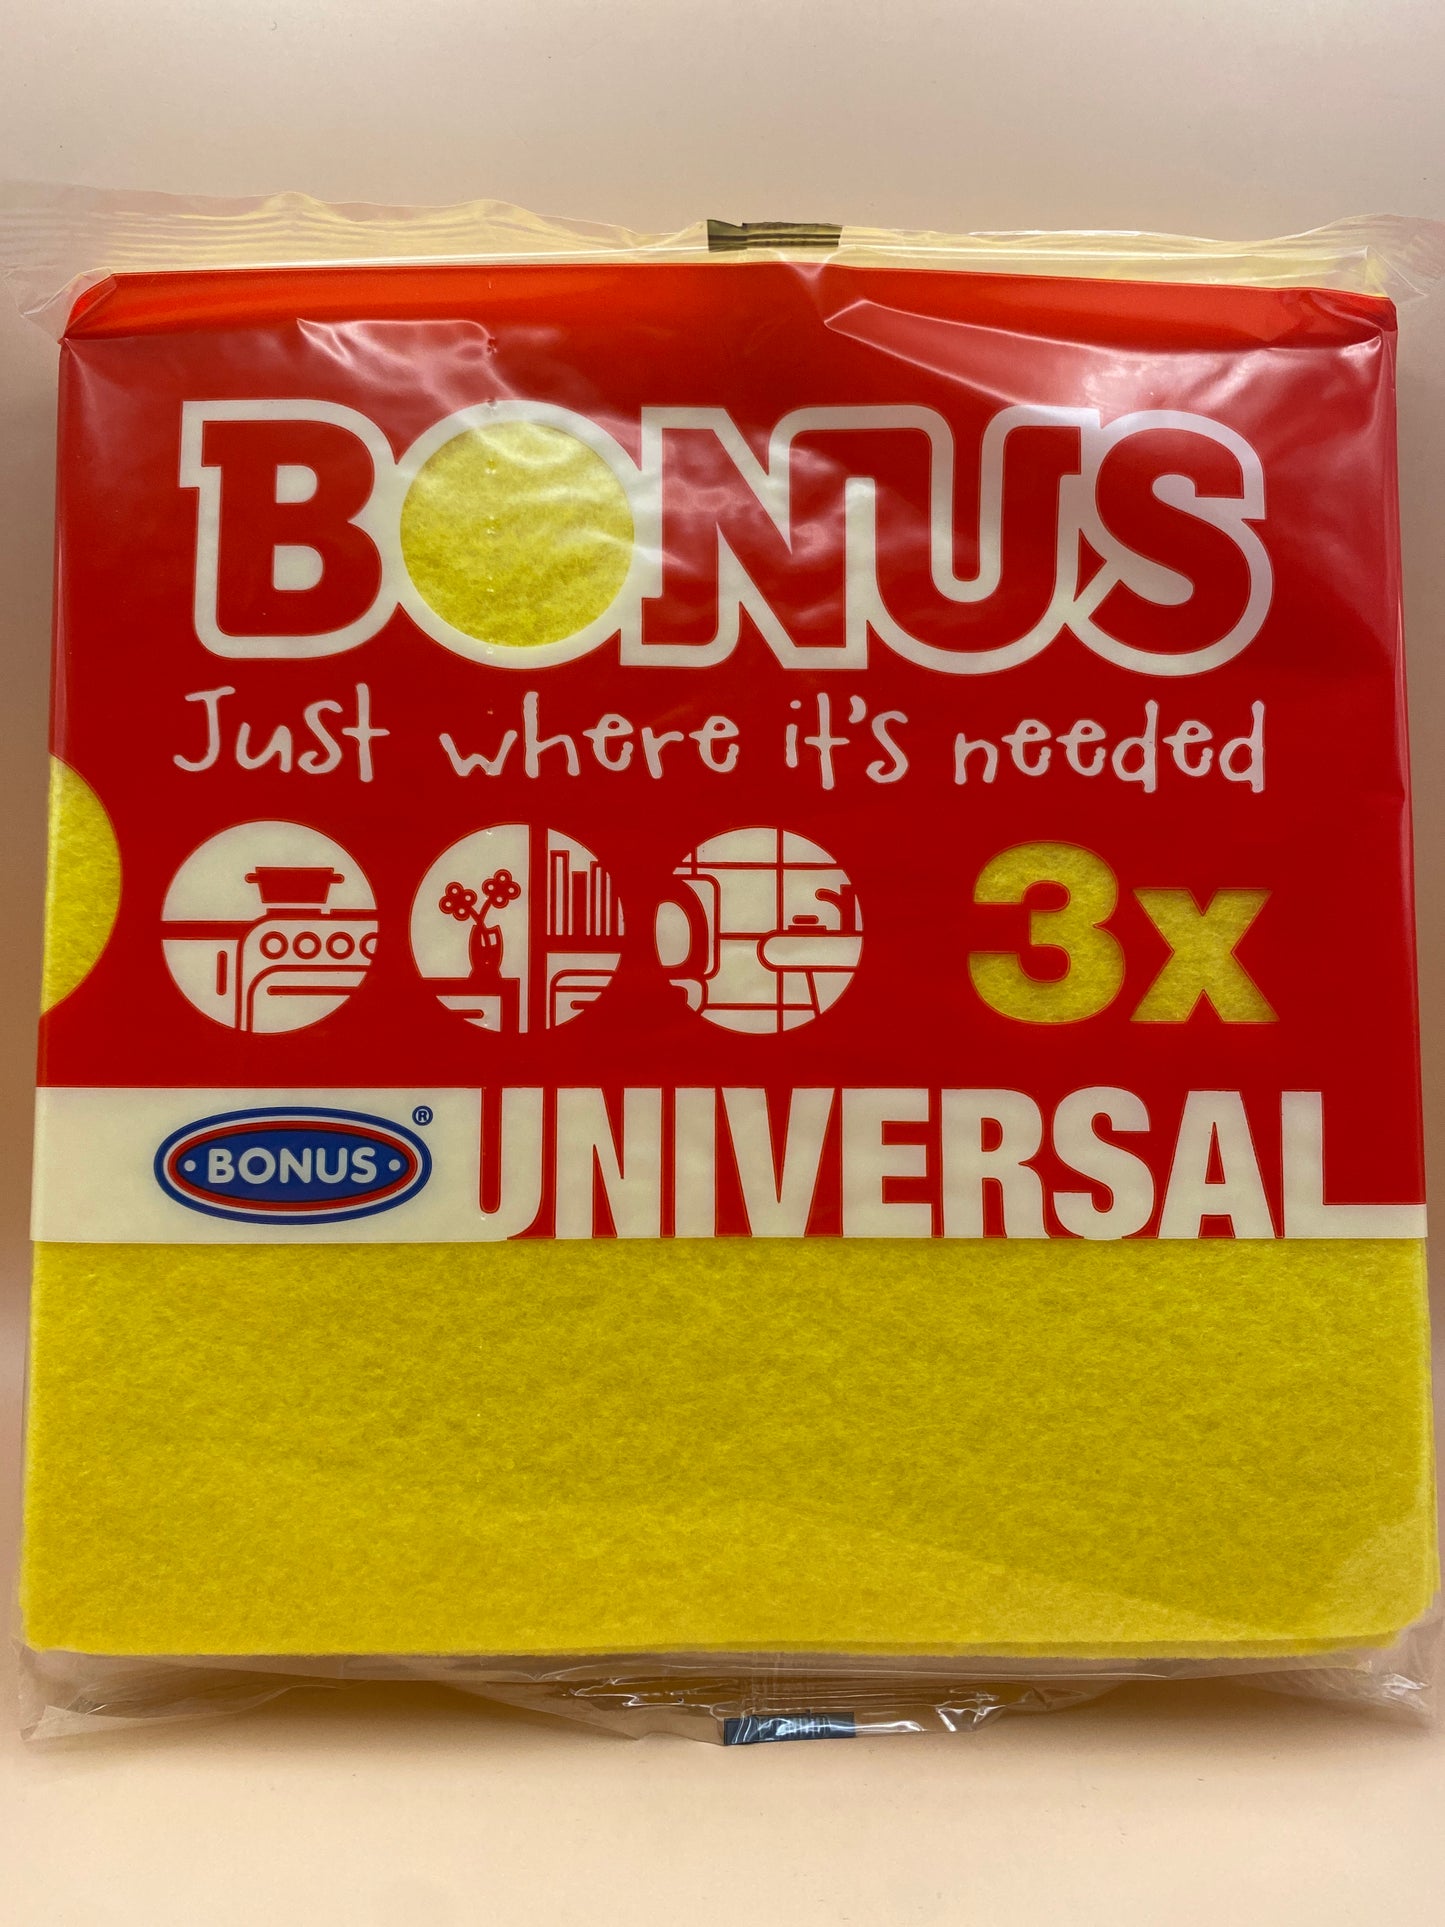 BONUS
Just where it's needed
3x
BONUS ®
UNIVERSAL